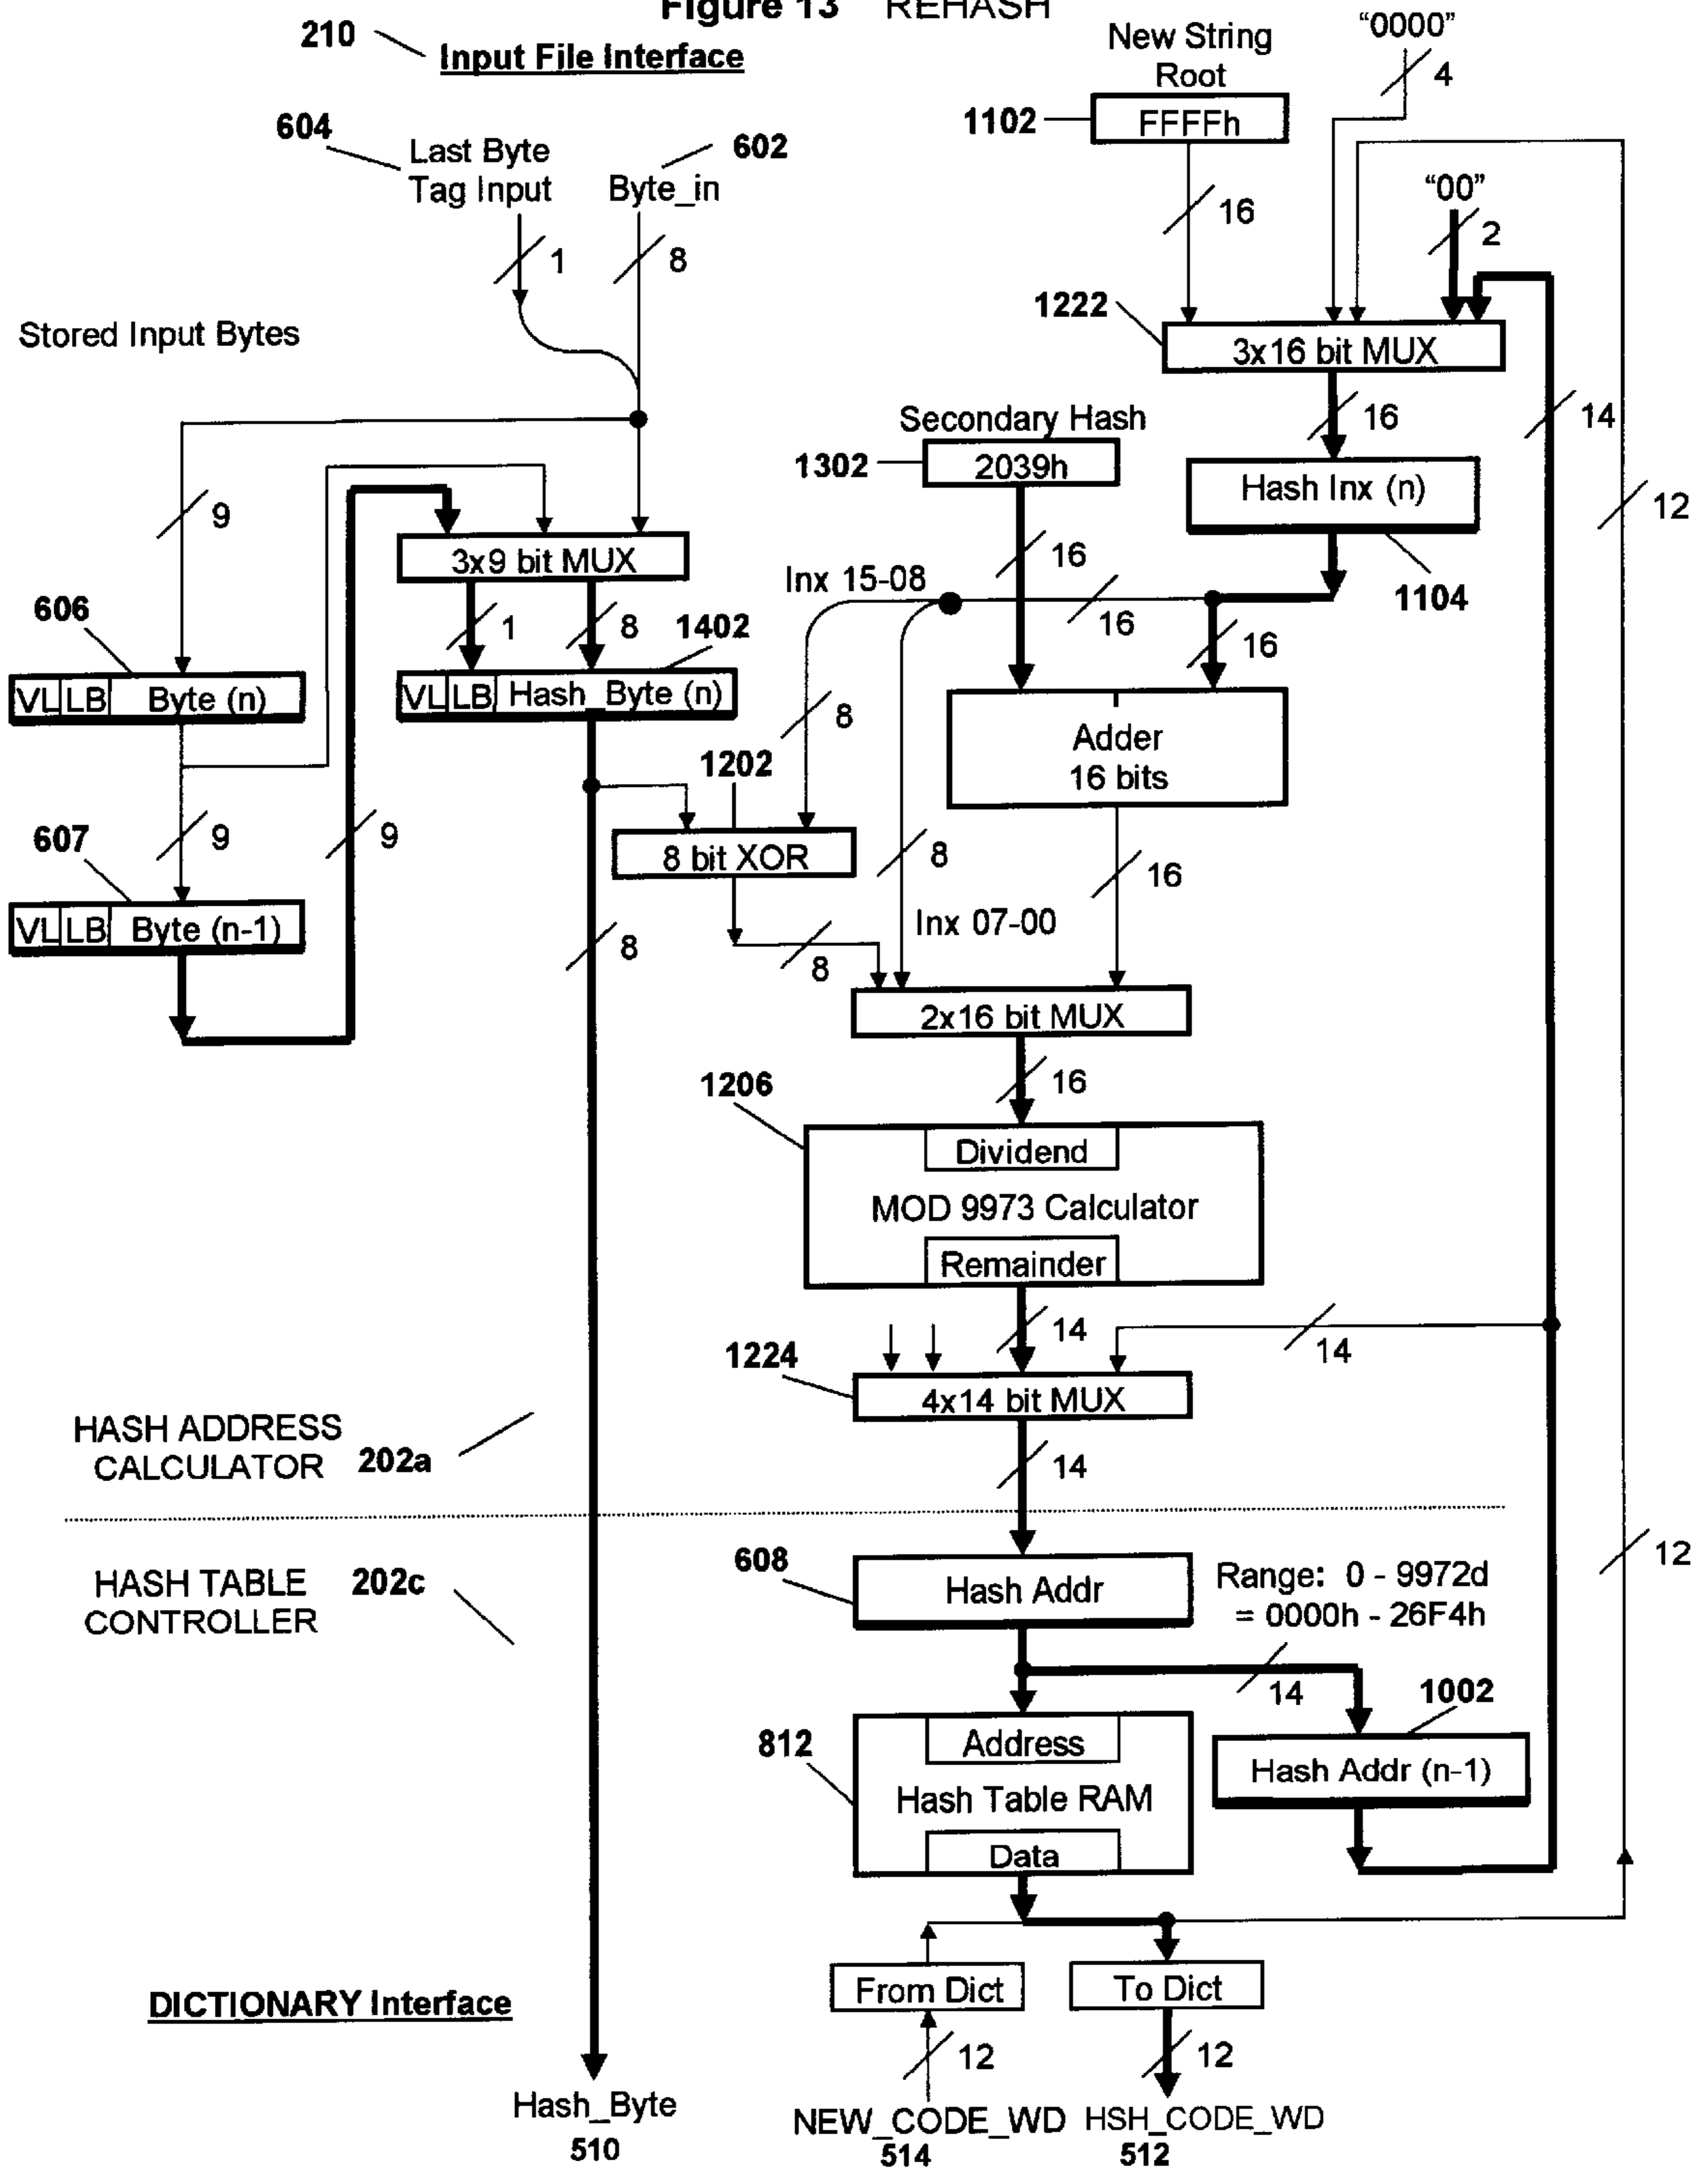 Figure 13 REHASH
210
Input File Interface
New String
Root
"0000"
4
1102
FFFFh
604
Last Byte
Tag Input
602
Byte_in
"00"
16
2
1
8
1222
Stored Input Bytes
3x16 bit MUX
Secondary Hash
16
14
1302
2039h
Hash Inx (n)
9
12
3x9 bit MUX
16
Inx 15-08
1104
606
1
8
1402
16
16
VL LB Byte (n)
VL LB Hash_Byte (n)
8
Adder
16 bits
1202
607
9
9
8 bit XOR
8
16
VL LB Byte (n-1)
8
Inx 07-00
8
2x16 bit MUX
1206
16
Dividend
MOD 9973 Calculator
Remainder
14
14
1224
4x14 bit MUX
HASH ADDRESS
CALCULATOR 202a
14
608
12
HASH TABLE 202c
CONTROLLER
Hash Addr
Range: 0 - 9972d
= 0000h - 26F4h
14
1002
812
Address
Hash Table RAM
Data
Hash Addr (n-1)
From Dict
To Dict
DICTIONARY Interface
12
12
Hash_Byte
510
NEW_CODE_WD
514
HSH_CODE_WD
512